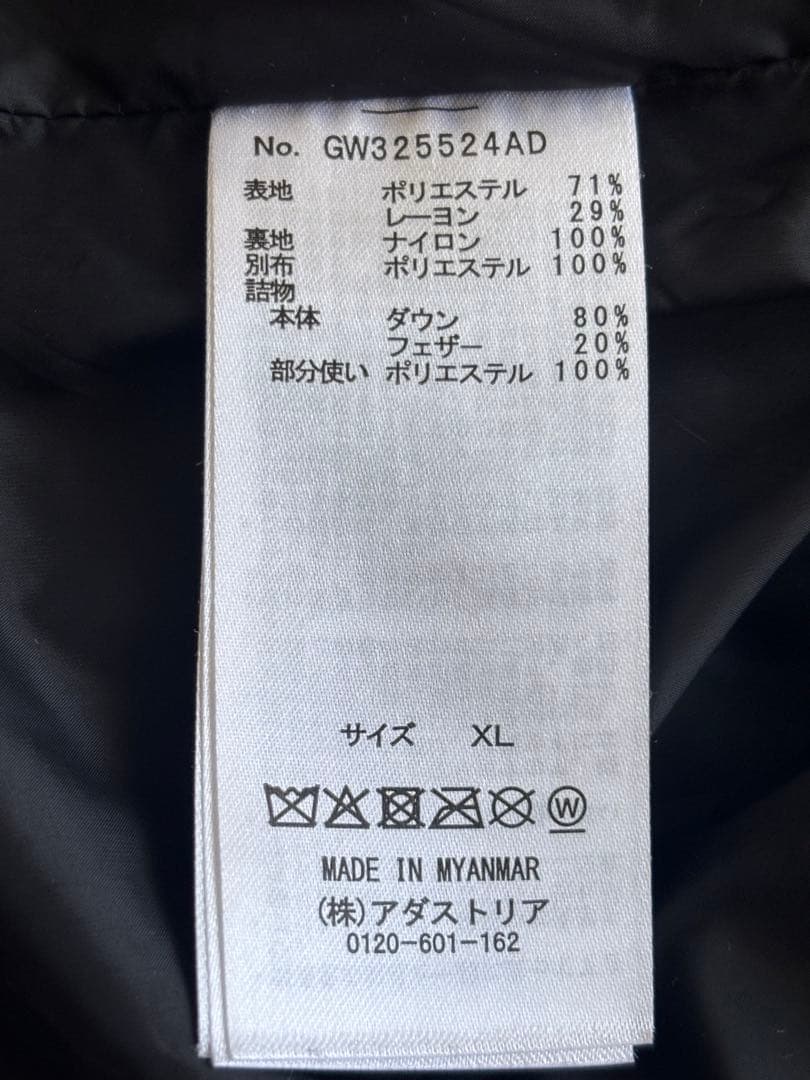 No. GW325524AD
表地 ポリエステル 71%
レーヨン 29%
裏地 ナイロン 100%
別布 ポリエステル 100%
詰物
本体 ダウン 80%
フェザー 20%
部分使い ポリエステル 100%
サイズ XL
W
MADE IN MYANMAR
(株)アダストリア
0120-601-162